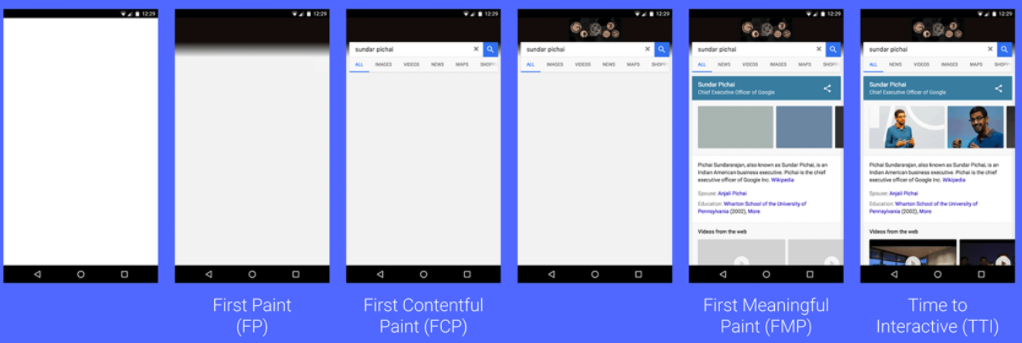 12:29
12:29
12:29
sundar pichai
ALL IMAGES VIDEOS NEWS MAPS SHOPP
12:29
sundar pichai
ALL IMAGES VIDEOS NEWS MAPS SHOPP
12:29
sundar pichai
ALL NEWS VIDEOS IMAGES MAPS SHOPP
Sundar Pichai
Chief Executive Officer of Google
Pichai Sundararajan, also known as Sundar Pichai, is an
Indian American business executive. Pichai is the chief
executive officer of Google Inc. Wikipedia
Spouse: Anjali Pichai
Education: Wharton School of the University of
Pennsylvania (2002), More
Videos from the web
12:29
sundar pichai
ALL NEWS VIDEOS IMAGES MAPS SHOPP
Sundar Pichai
Chief Executive Officer of Google
Pichai Sundararajan, also known as Sundar Pichai, is an
Indian American business executive. Pichai is the chief
executive officer of Google Inc. Wikipedia
Spouse: Anjali Pichai
Education: Wharton School of the University of
Pennsylvania (2002), More
Videos from the web
First Paint
(FP)
First Contentful
Paint (FCP)
First Meaningful
Paint (FMP)
Time to
Interactive (TTI)